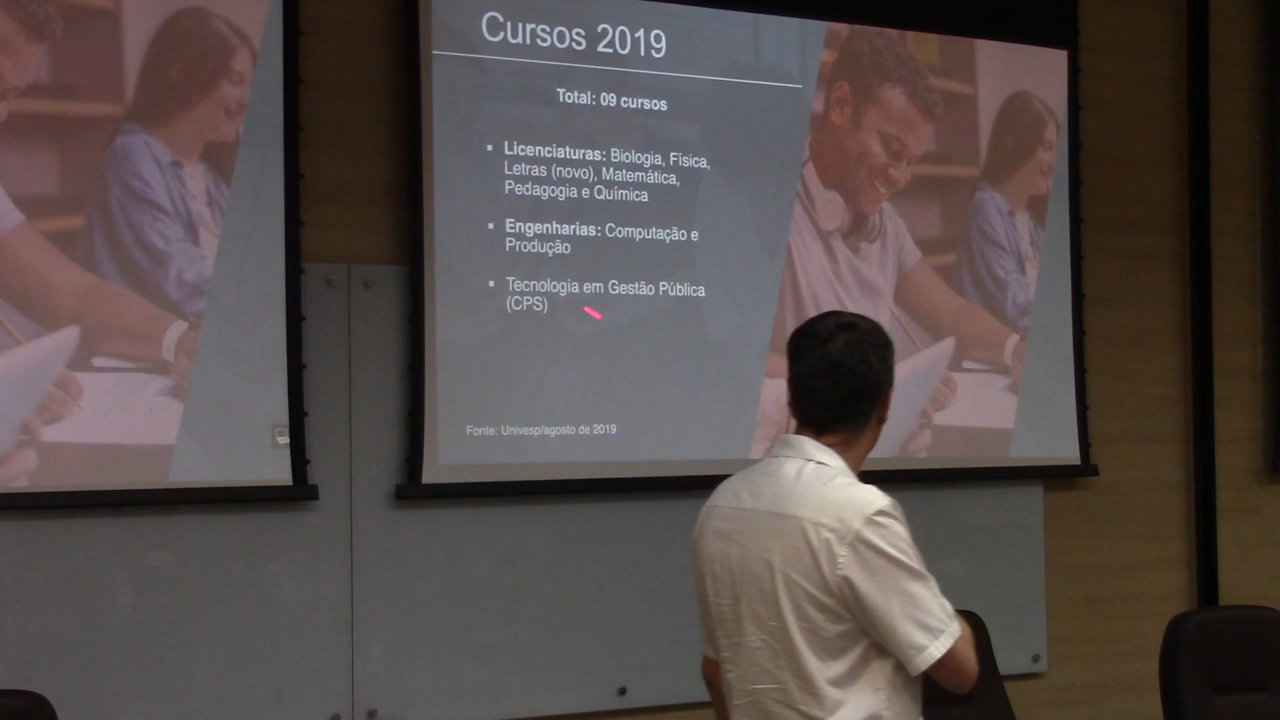 Cursos 2019
Total: 09 cursos
▪ Licenciaturas: Biologia, Física,
Letras (novo), Matemática,
Pedagogia e Química
▪ Engenharias: Computação e
Produção
▪ Tecnologia em Gestão Pública
(CPS)
Fonte: Univesp/agosto de 2019